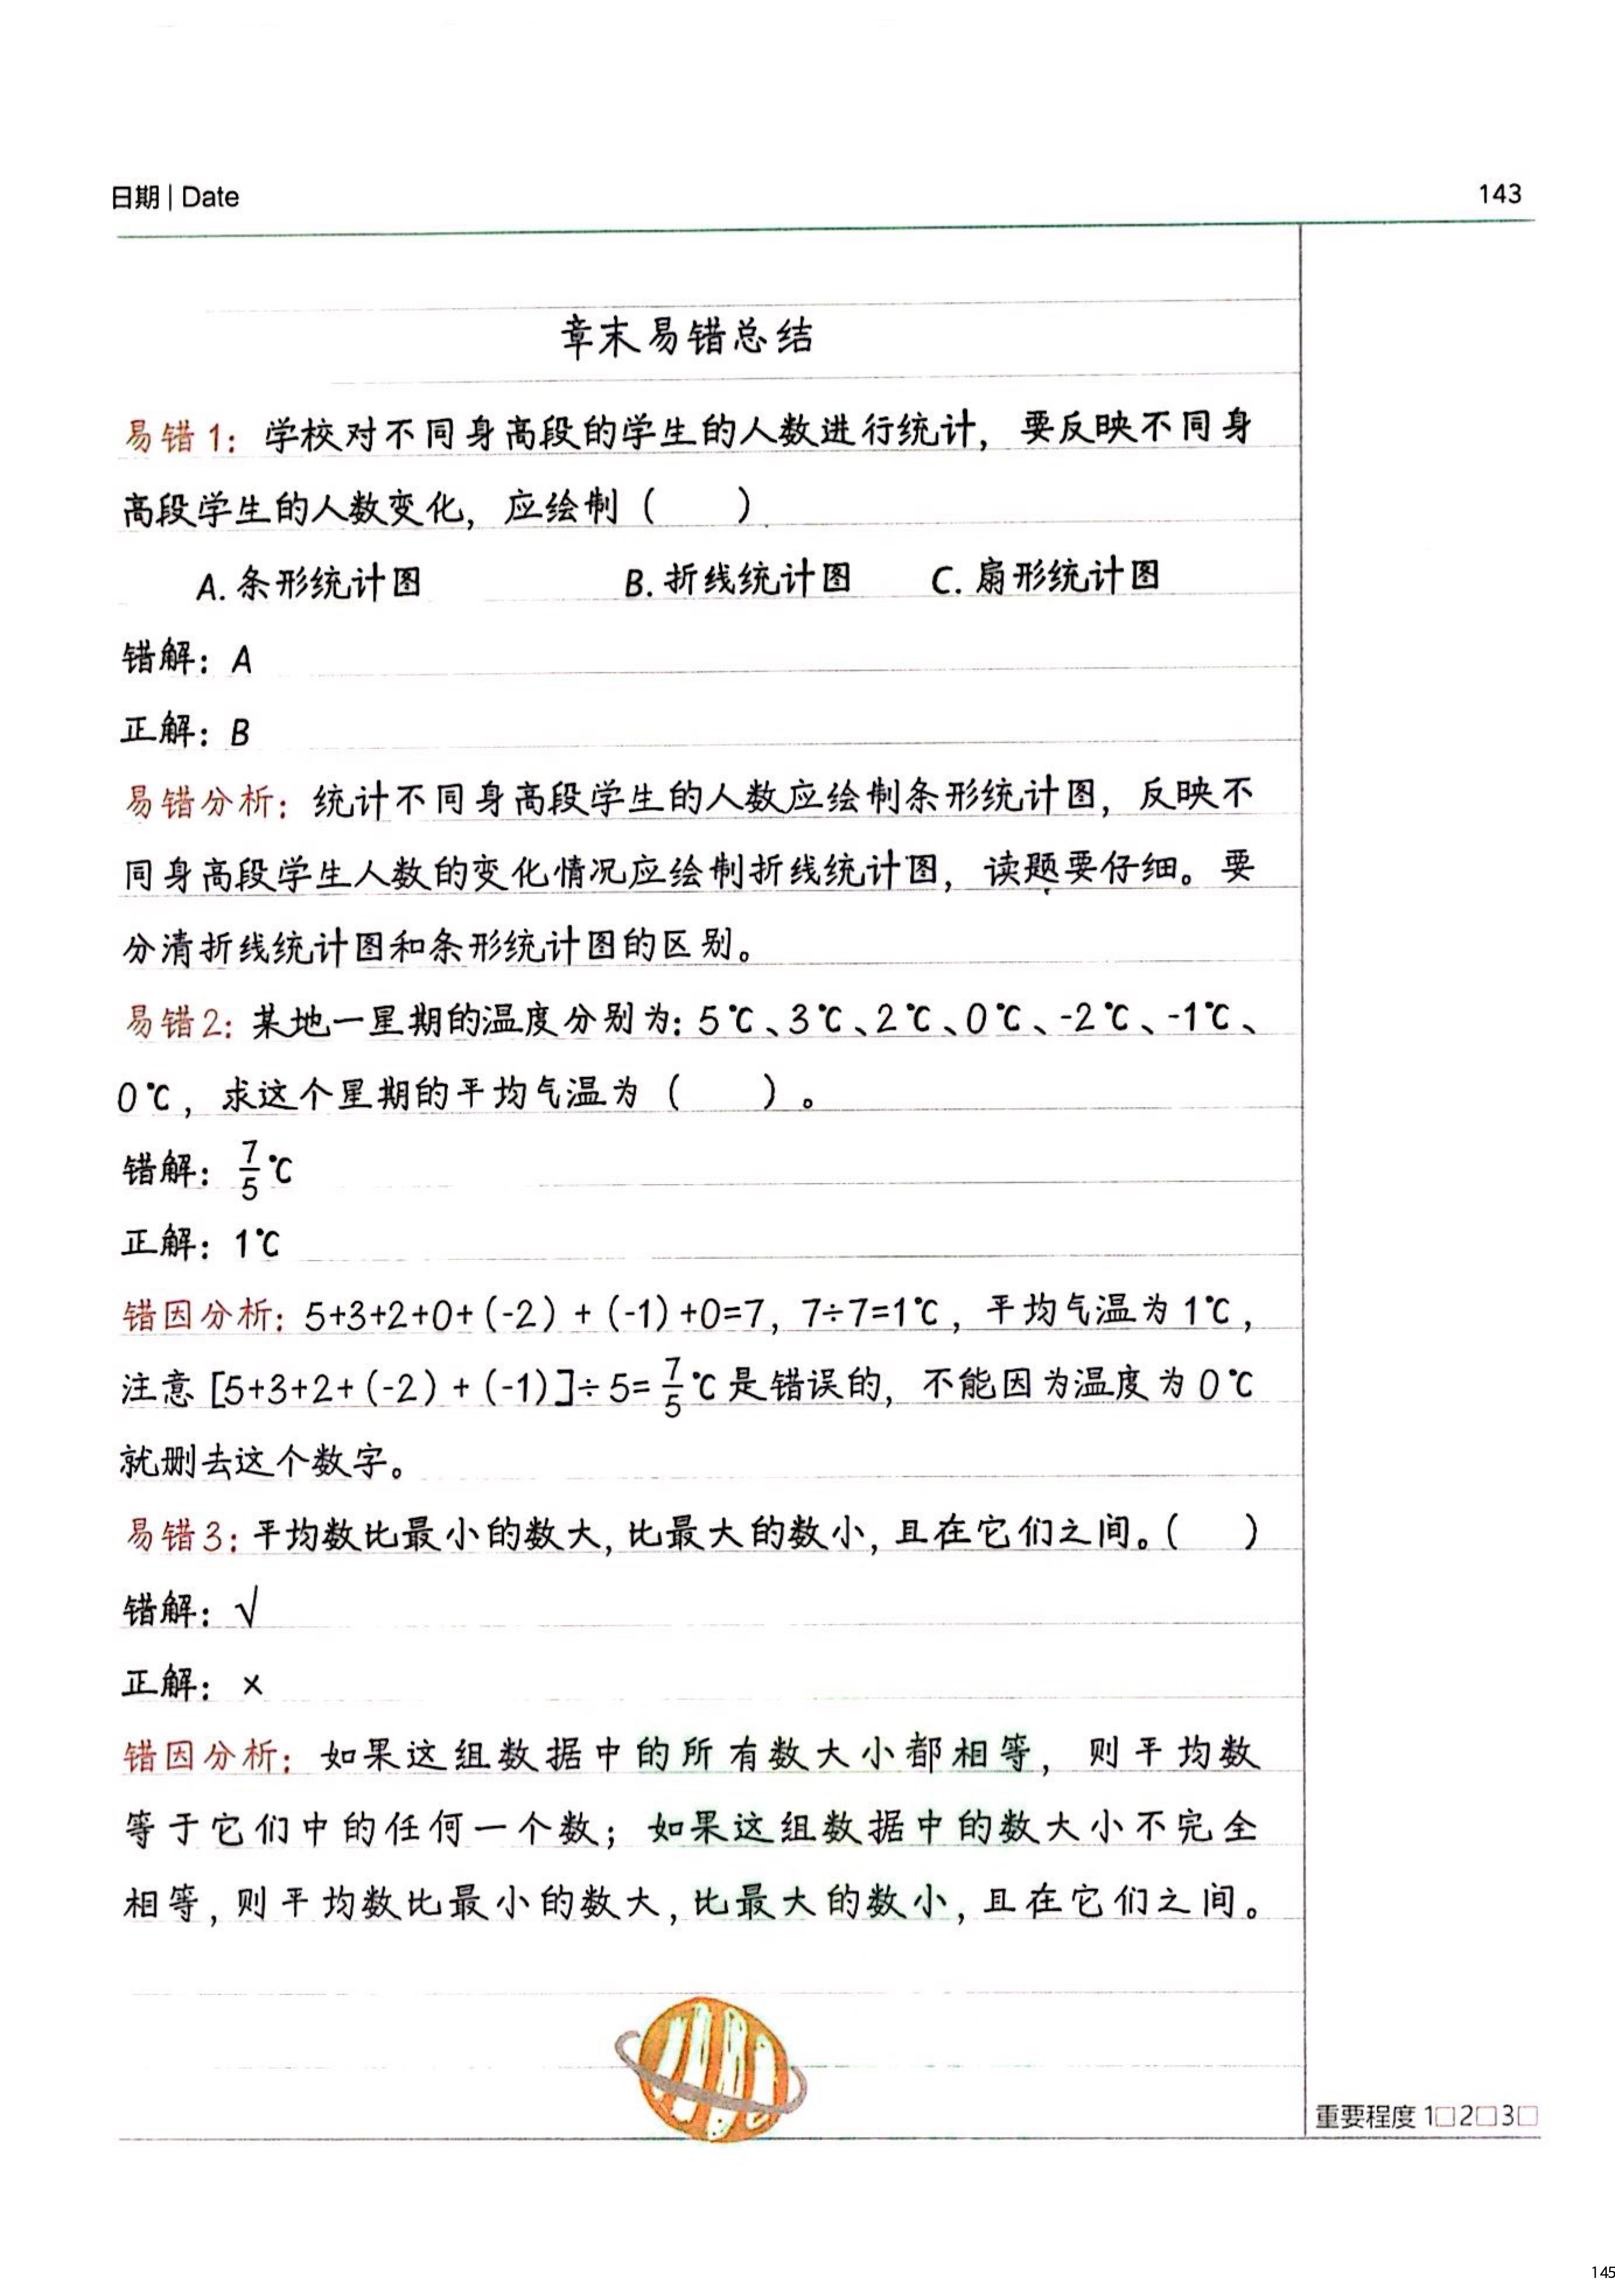 日期 | Date
143
章末易错总结
易错1：学校对不同身高段的学生的人数进行统计，要反映不同身
高段学生的人数变化，应绘制（　　）
A. 条形统计图　　B. 折线统计图　　C. 扇形统计图
错解：A
正解：B
易错分析：统计不同身高段学生的人数应绘制条形统计图，反映不
同身高段学生人数的变化情况应绘制折线统计图，读题要仔细。要
分清折线统计图和条形统计图的区别。
易错2：某地一星期的温度分别为：5℃、3℃、2℃、0℃、-2℃、-1℃、
0℃，求这个星期的平均气温为（　　）。
错解：7/5℃
正解：1℃
错因分析：5+3+2+0+（-2）+（-1）+0=7，7÷7=1℃，平均气温为1℃，
注意[5+3+2+（-2）+（-1）]÷5=7/5℃是错误的，不能因为温度为0℃
就删去这个数字。
易错3：平均数比最小的数大，比最大的数小，且在它们之间。（　　）
错解：√
正解：×
错因分析：如果这组数据中的所有数大小都相等，则平均数
等于它们中的任何一个数；如果这组数据中的数大小不完全
相等，则平均数比最小的数大，比最大的数小，且在它们之间。
重要程度 1□2□3□
145